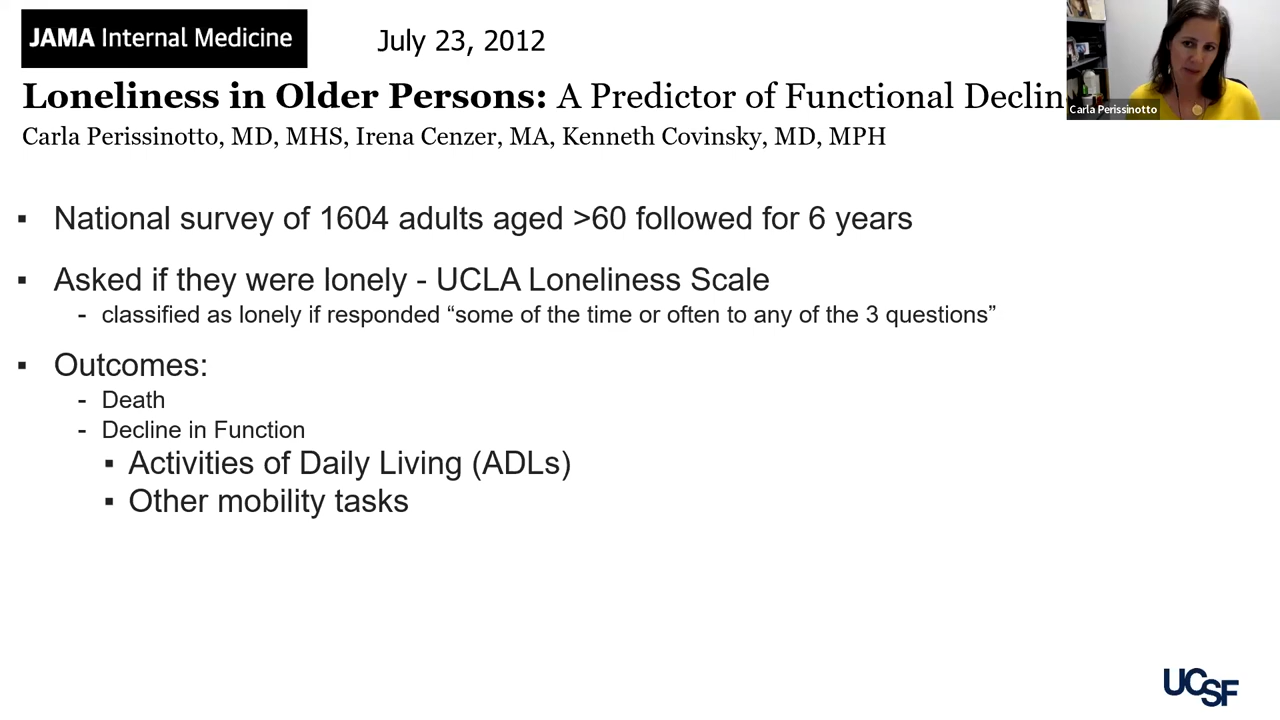 JAMA Internal Medicine
July 23, 2012
Loneliness in Older Persons: A Predictor of Functional Declin
Carla Perissinotto, MD, MHS, Irena Cenzer, MA, Kenneth Covinsky, MD, MPH
Carla Perissinotto
▪ National survey of 1604 adults aged >60 followed for 6 years
▪ Asked if they were lonely - UCLA Loneliness Scale
- classified as lonely if responded “some of the time or often to any of the 3 questions”
▪ Outcomes:
- Death
- Decline in Function
▪ Activities of Daily Living (ADLs)
▪ Other mobility tasks
UCSF